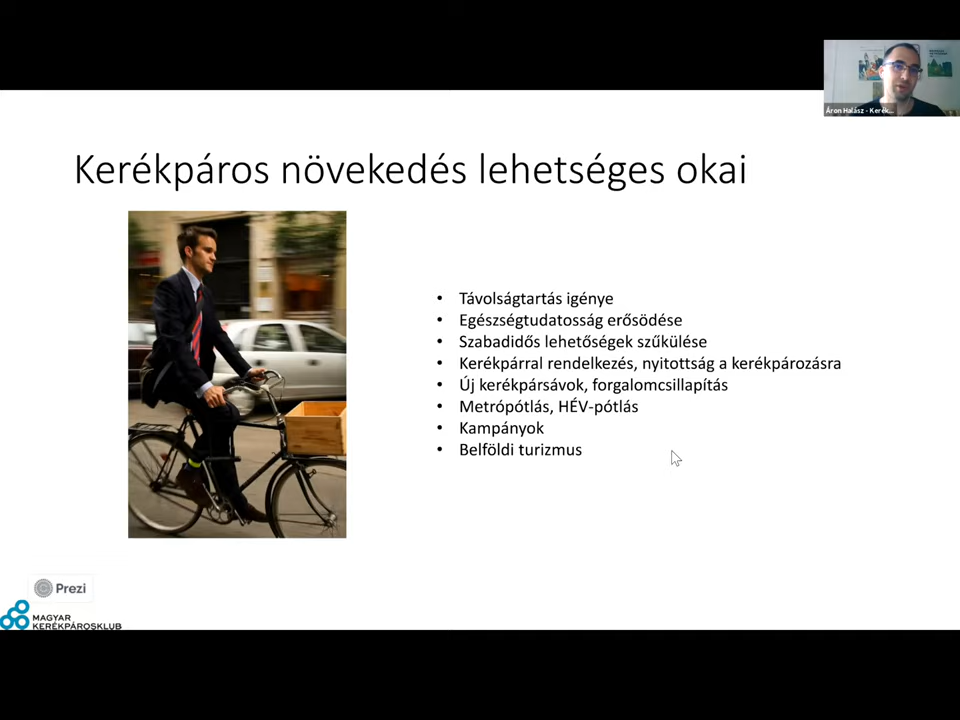 Áron Halász - Kerék...
Kerékpáros növekedés lehetséges okai
• Távolságtartás igénye
• Egészségtudatosság erősödése
• Szabadidős lehetőségek szűkülése
• Kerékpárral rendelkezés, nyitottság a kerékpározásra
• Új kerékpársávok, forgalomcsillapítás
• Metrópótlás, HÉV-pótlás
• Kampányok
• Belföldi turizmus
Prezi
MAGYAR
KERÉKPÁROSKLUB